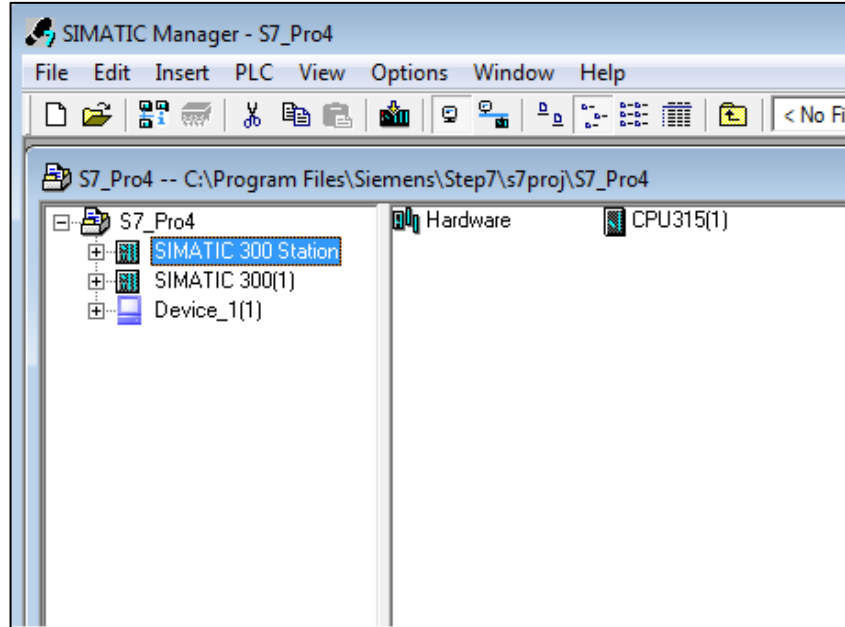 SIMATIC Manager - S7_Pro4
File Edit Insert PLC View Options Window Help
< No Fi
S7_Pro4 -- C:\Program Files\Siemens\Step7\s7proj\S7_Pro4
S7_Pro4
SIMATIC 300 Station
SIMATIC 300(1)
Device_1(1)
Hardware CPU315(1)